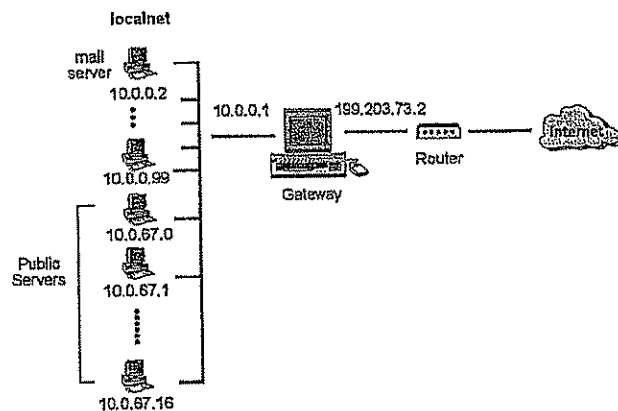 localnet
mail
server
10.0.0.2
10.0.0.1
199.203.73.2
Internet
Router
10.0.0.99
Gateway
10.0.67.0
Public
Servers
10.0.67.1
10.0.67.16